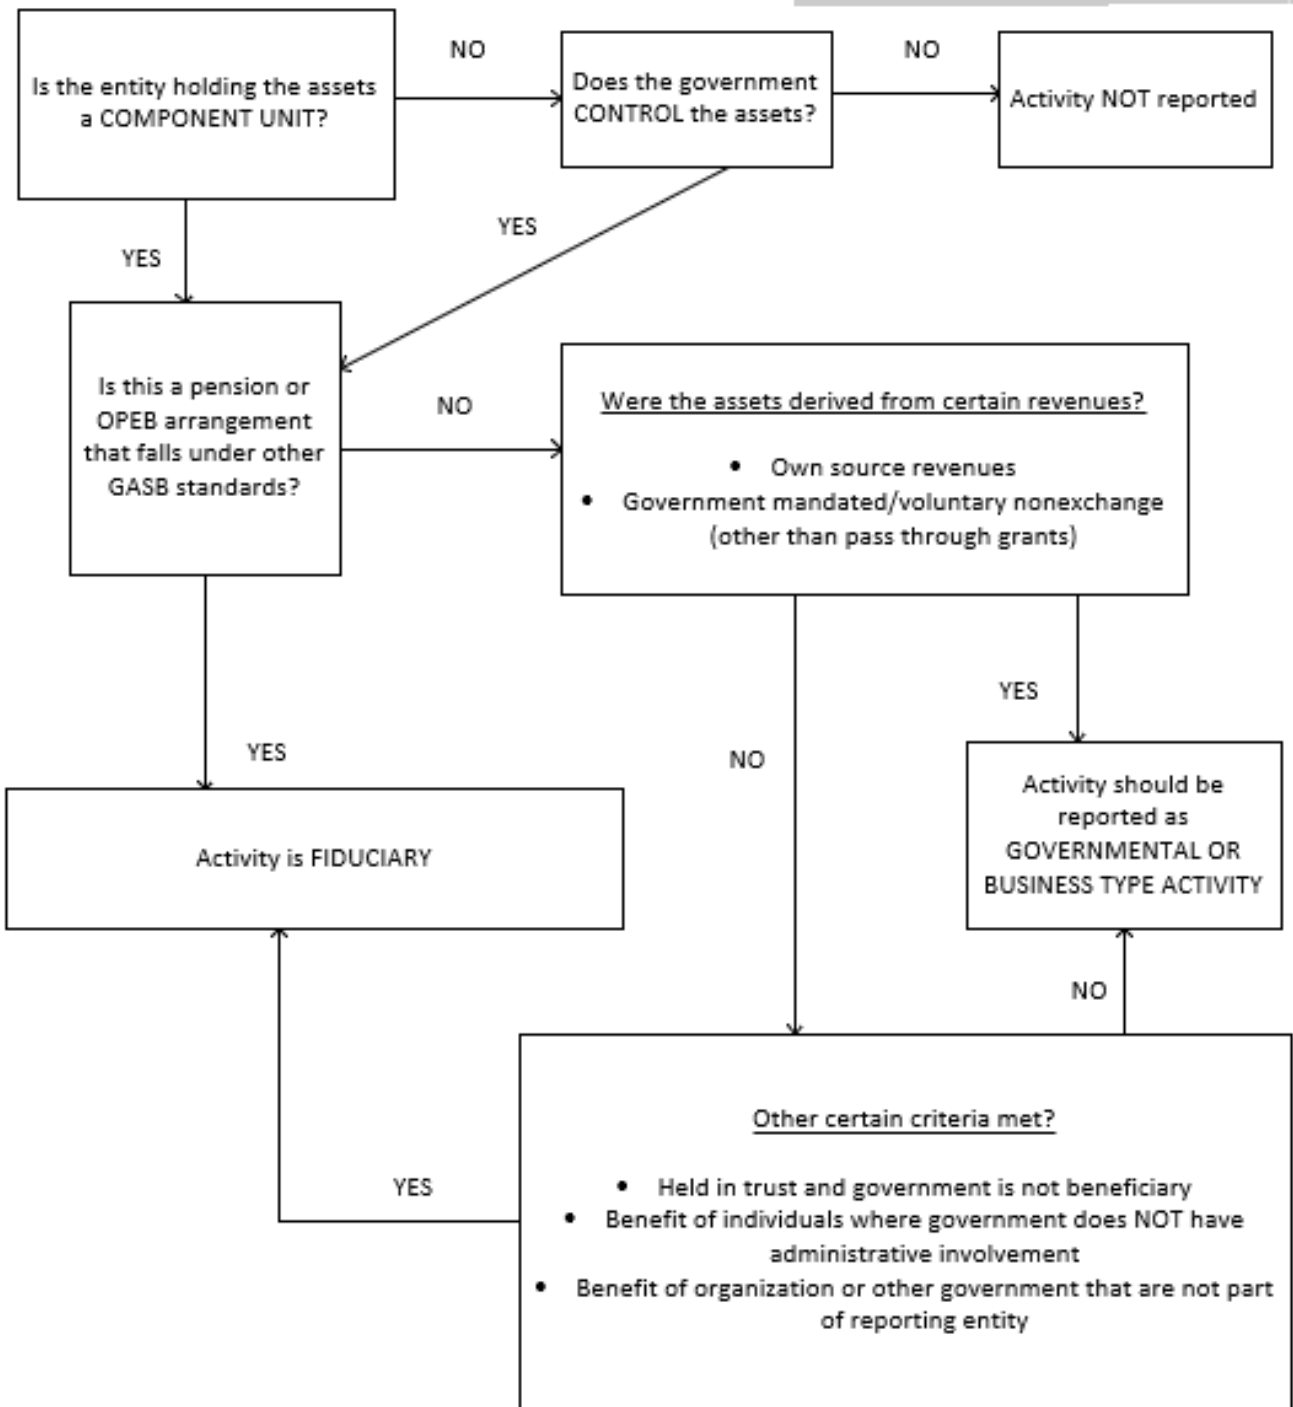 Is the entity holding the assets
a COMPONENT UNIT?
NO
Does the government
CONTROL the assets?
NO
Activity NOT reported
YES
YES
Is this a pension or
OPEB arrangement
that falls under other
GASB standards?
NO
Were the assets derived from certain revenues?
• Own source revenues
• Government mandated/voluntary nonexchange
(other than pass through grants)
YES
NO
YES
Activity is FIDUCIARY
Activity should be
reported as
GOVERNMENTAL OR
BUSINESS TYPE ACTIVITY
NO
Other certain criteria met?
YES
• Held in trust and government is not beneficiary
• Benefit of individuals where government does NOT have
administrative involvement
• Benefit of organization or other government that are not part
of reporting entity